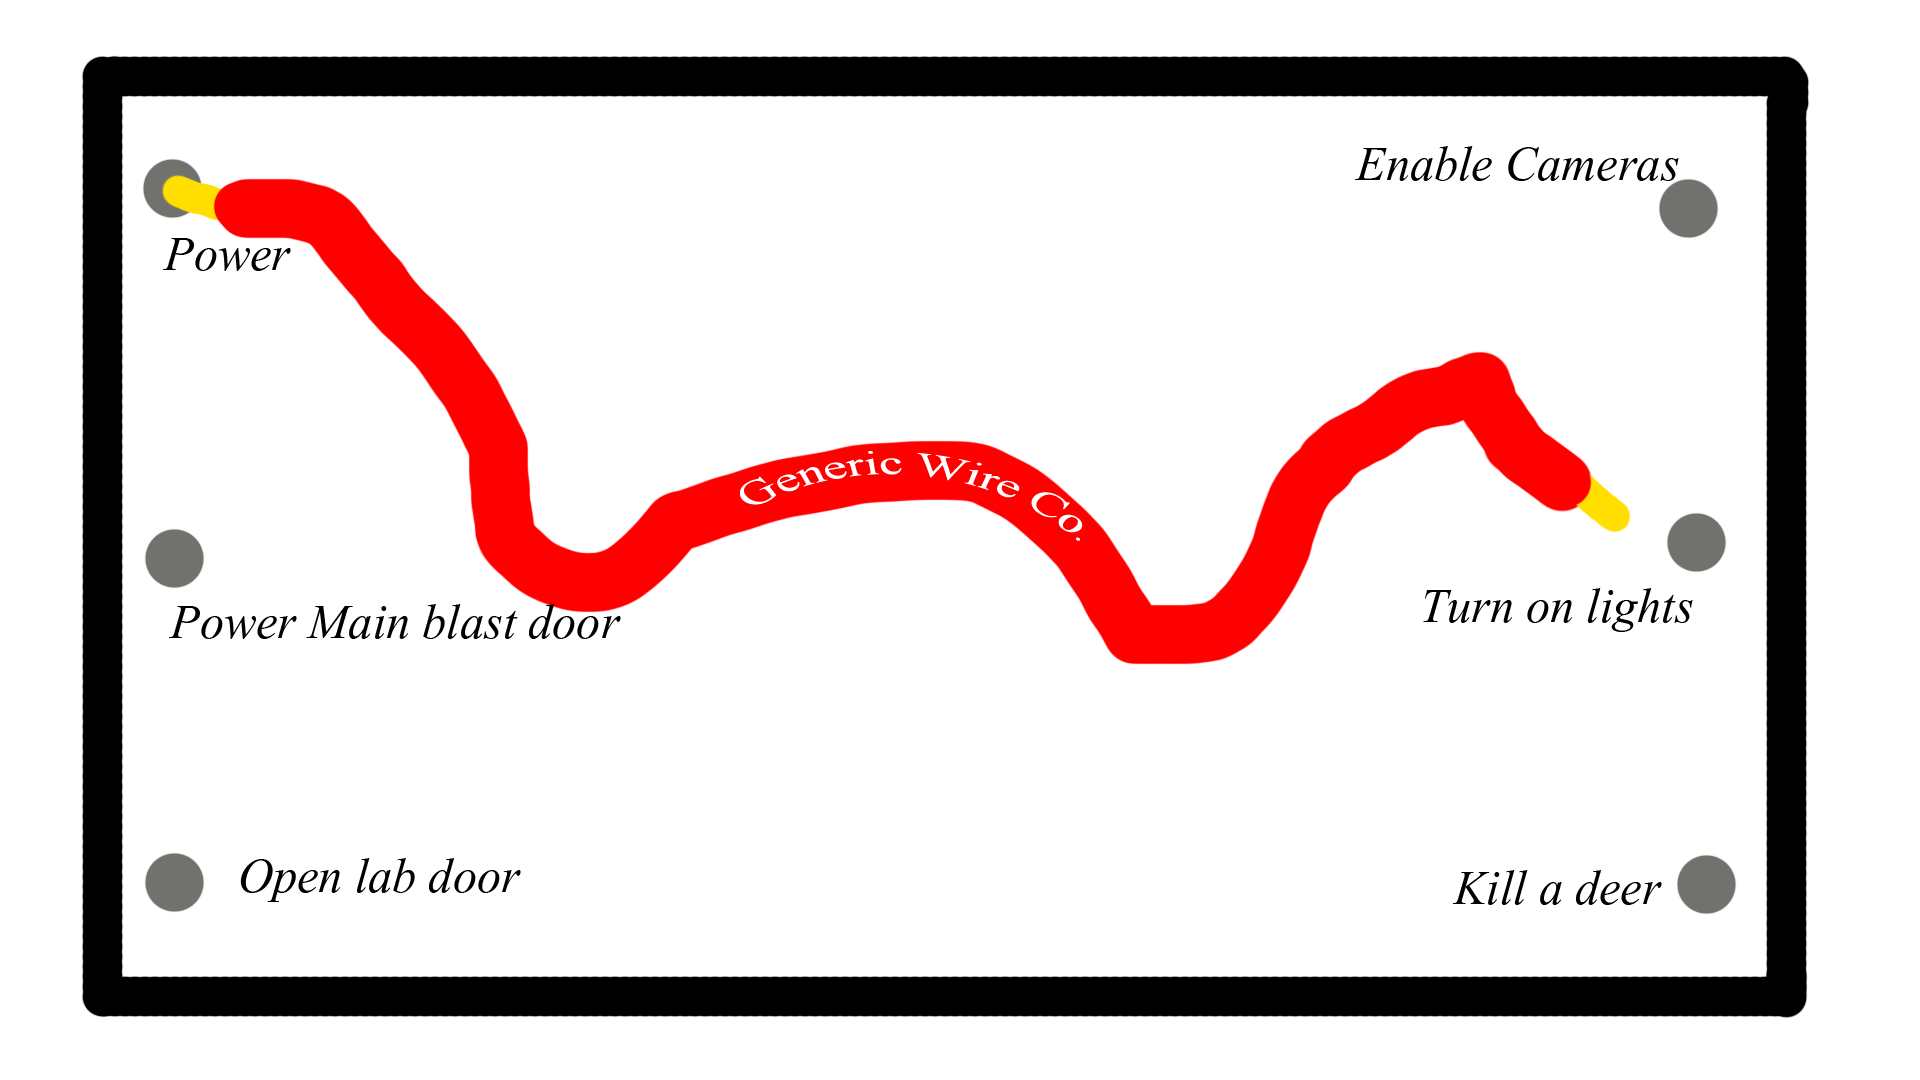 Enable Cameras
Power
Generic Wire Co.
Turn on lights
Power Main blast door
Open lab door
Kill a deer